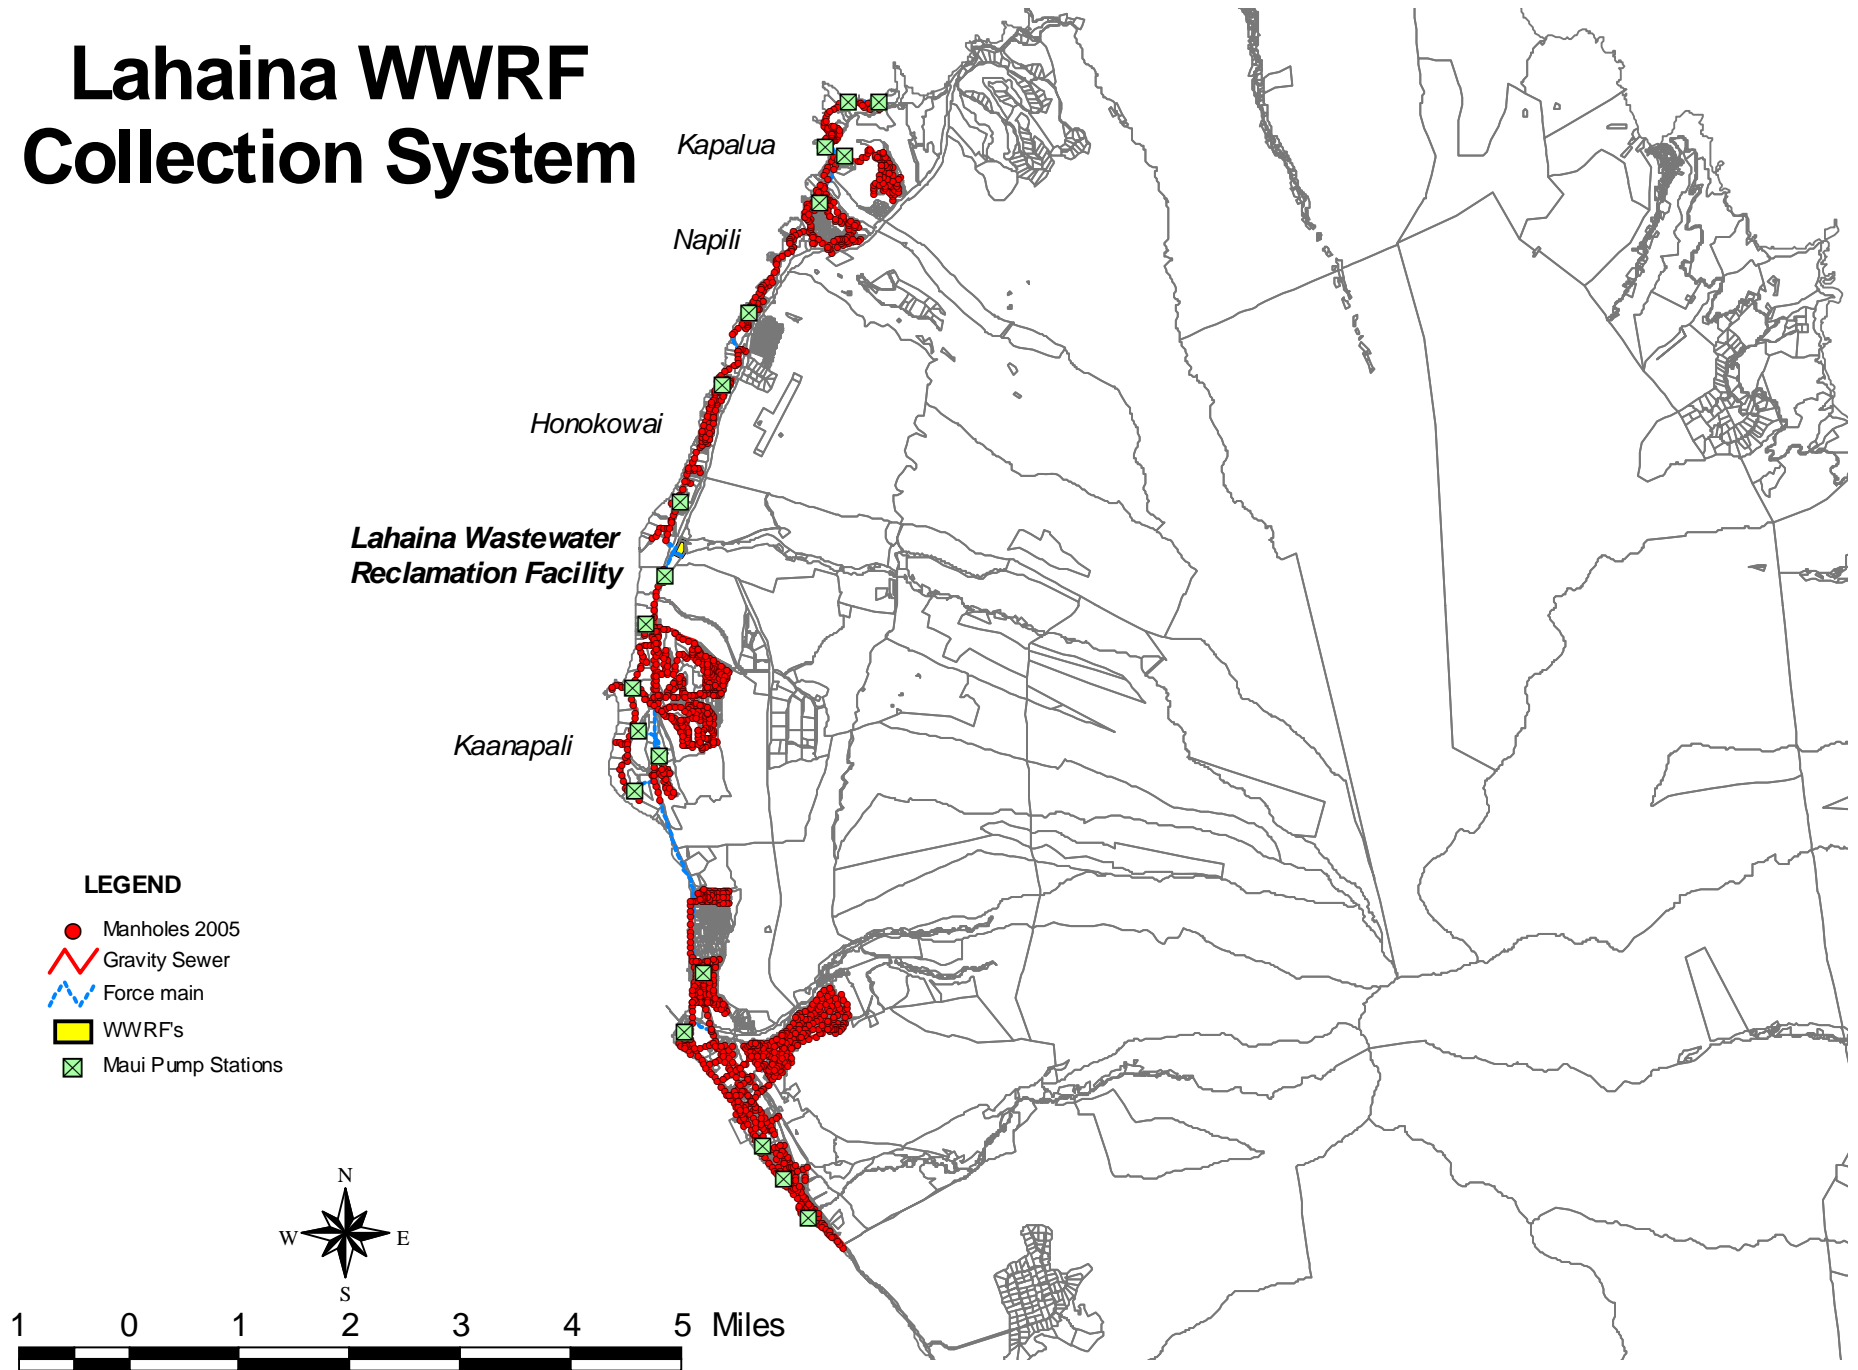 Lahaina WWRF
Collection System
Kapalua
Napili
Honokowai
Lahaina Wastewater
Reclamation Facility
Kaanapali
LEGEND
Manholes 2005
Gravity Sewer
Force main
WWRF's
Maui Pump Stations
N
W E
S
1 0 1 2 3 4 5 Miles